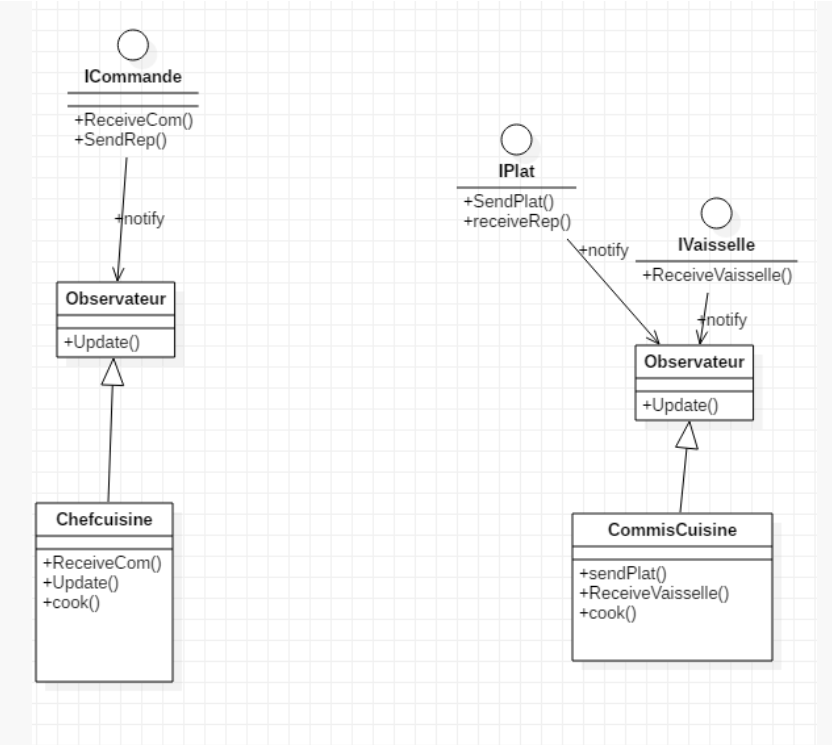 ICommande
+ReceiveCom()
+SendRep()
+notify
Observateur
+Update()
Chefcuisine
+ReceiveCom()
+Update()
+cook()
IPlat
+SendPlat()
+receiveRep()
+notify
IVaisselle
+ReceiveVaisselle()
+notify
Observateur
+Update()
CommisCuisine
+sendPlat()
+ReceiveVaisselle()
+cook()